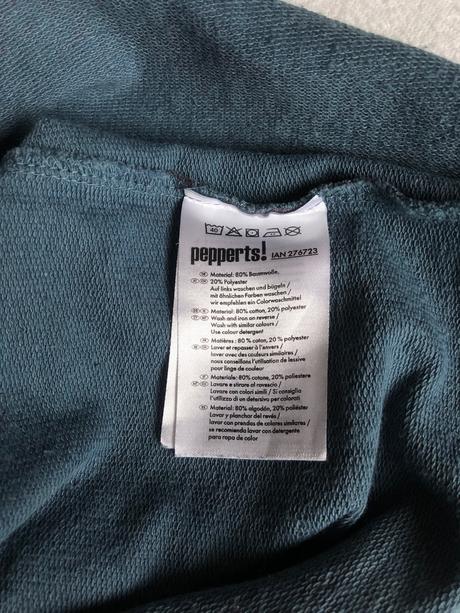 40
pepperts! IAN 276723
Material: 80% Baumwolle,
20% Polyester
Auf links waschen und bügeln /
mit ähnlichen Farben waschen /
wir empfehlen ein Colorwaschmittel
Material: 80% cotton, 20% polyester
Wash and iron on reverse /
Wash with similar colours /
Use colour detergent
Matières : 80 % coton, 20 % polyester
Laver et repasser à l'envers /
laver avec des couleurs similaires /
nous conseillons l'utilisation de lessive
pour linge de couleur
Materiale: 80% cotone, 20% poliestere
Lavare e stirare al rovescio /
Lavare con colori simili / Si consiglia
l'utilizzo di un detersivo per colorati
Material: 80% algodón, 20% poliéster
Lavar y planchar del revés /
lavar con prendas de colores similares /
se recomienda lavar con detergente
para ropa de color